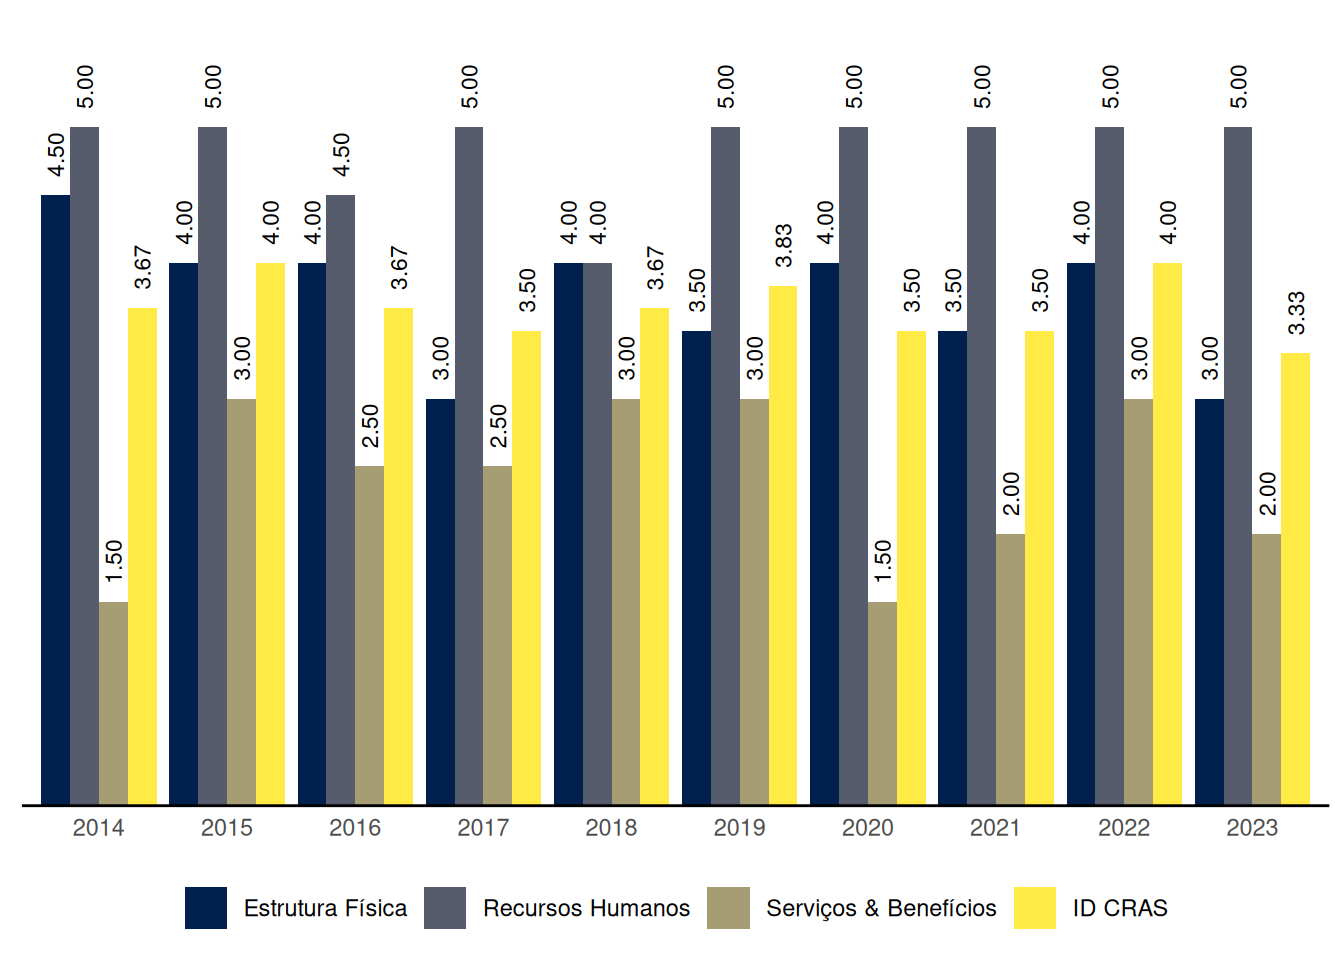 4.50 5.00 1.50 3.67
4.00 5.00 3.00 4.00
4.00 4.50 2.50 3.67
3.00 5.00 2.50 3.50
4.00 4.00 3.00 3.67
3.50 5.00 3.00 3.83
4.00 5.00 1.50 3.50
3.50 5.00 2.00 3.50
4.00 5.00 3.00 4.00
3.00 5.00 2.00 3.33
2014 2015 2016 2017 2018 2019 2020 2021 2022 2023
Estrutura Física Recursos Humanos Serviços & Benefícios ID CRAS